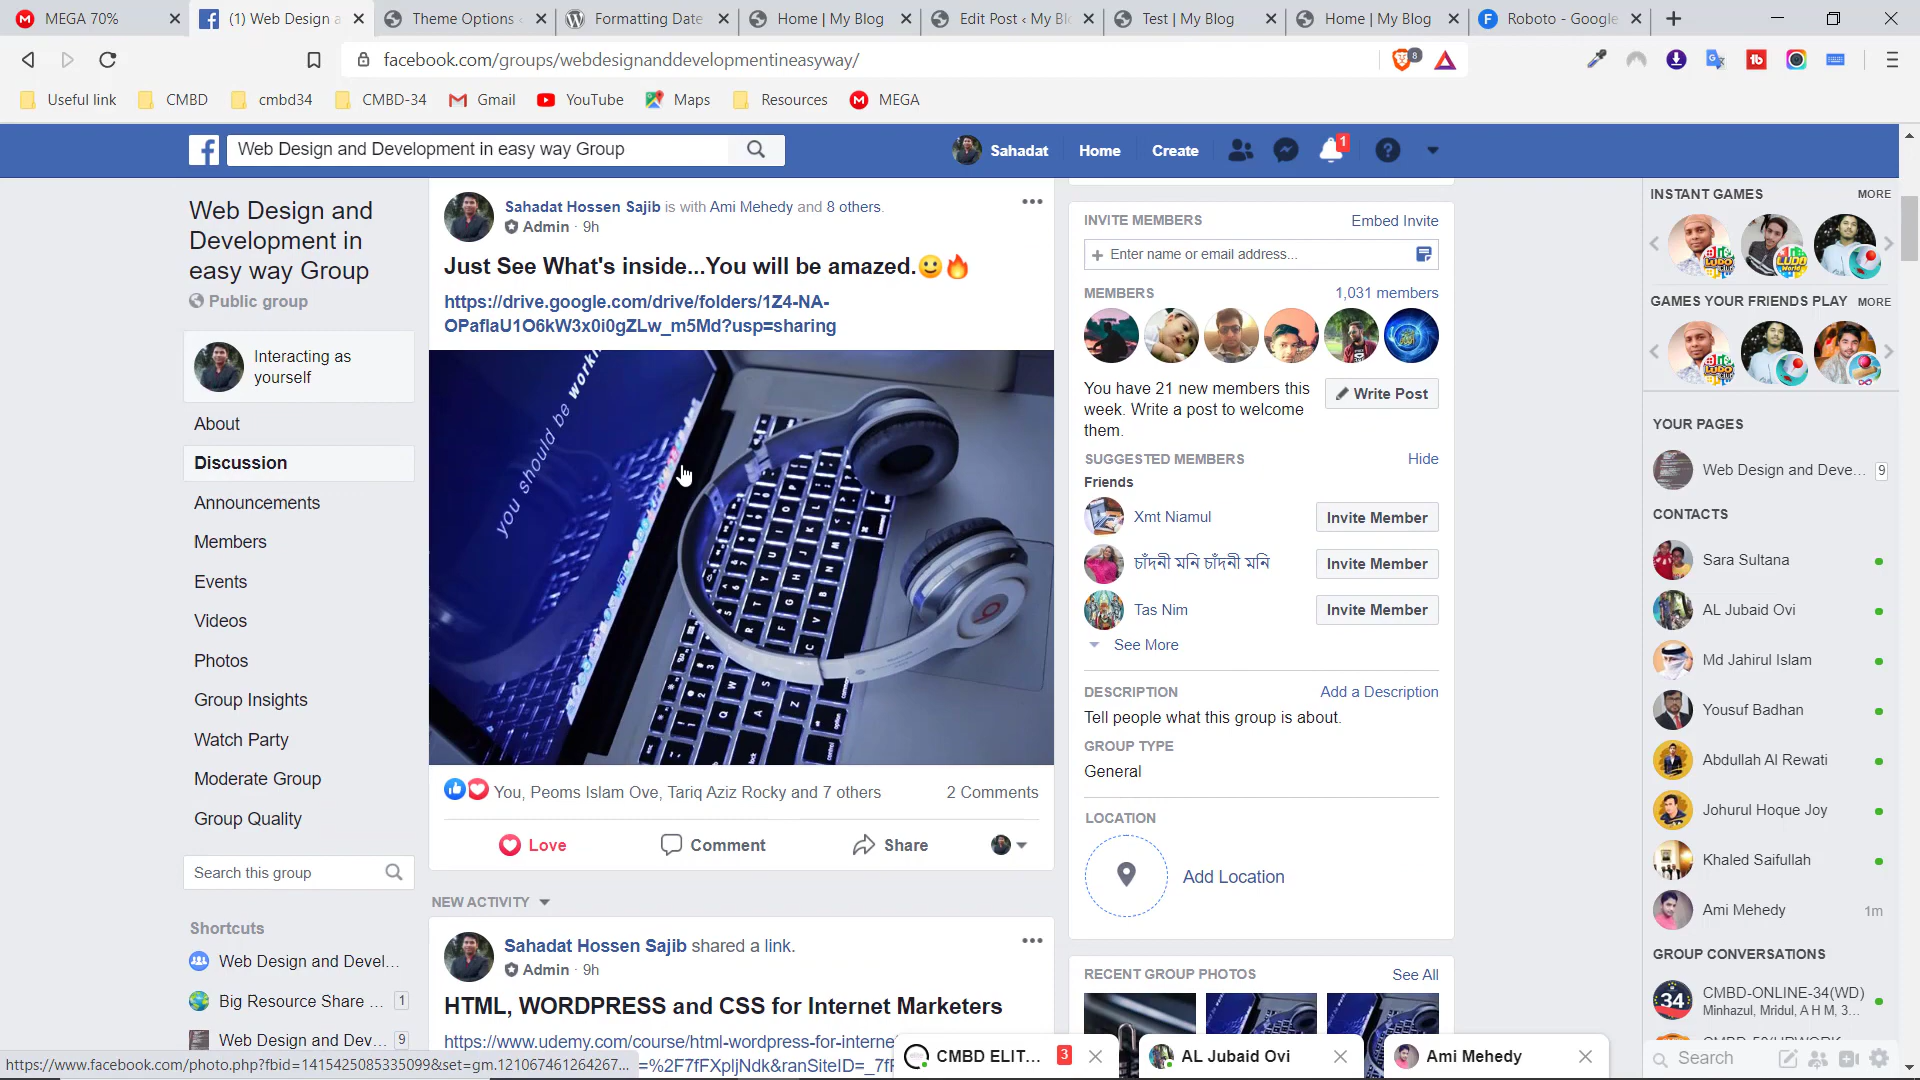 MEGA 70%
(1) Web Design a
Theme Options ‹
Formatting Date
Home | My Blog
Edit Post ‹ My Bl
Test | My Blog
Home | My Blog
Roboto - Google
facebook.com/groups/webdesignanddevelopmentineasyway/
8
Useful link
CMBD
cmbd34
CMBD-34
Gmail
YouTube
Maps
Resources
MEGA
Web Design and Development in easy way Group
Sahadat
Home
Create
1
Web Design and
Development in
easy way Group
Public group
Interacting as
yourself
About
Discussion
Announcements
Members
Events
Videos
Photos
Group Insights
Watch Party
Moderate Group
Group Quality
Search this group
Shortcuts
Web Design and Devel...
Big Resource Share ... 1
Web Design and Dev... 9
Sahadat Hossen Sajib is with Ami Mehedy and 8 others.
Admin · 9h
Just See What's inside...You will be amazed.🙂🔥
https://drive.google.com/drive/folders/1Z4-NA-
OPaflaU1O6kW3x0i0gZLw_m5Md?usp=sharing
you should be worki
You, Peoms Islam Ove, Tariq Aziz Rocky and 7 others
2 Comments
Love
Comment
Share
NEW ACTIVITY
Sahadat Hossen Sajib shared a link.
Admin · 9h
HTML, WORDPRESS and CSS for Internet Marketers
https://www.udemy.com/course/html-wordpress-for-interne
=%2F7fFXpljNdk&ranSiteID=_7fF
INVITE MEMBERS
Embed Invite
+ Enter name or email address...
MEMBERS
1,031 members
You have 21 new members this
week. Write a post to welcome
them.
Write Post
SUGGESTED MEMBERS
Hide
Friends
Xmt Niamul
Invite Member
চাঁদনী মনি চাঁদনী মনি
Invite Member
Tas Nim
Invite Member
See More
DESCRIPTION
Add a Description
Tell people what this group is about.
GROUP TYPE
General
LOCATION
Add Location
RECENT GROUP PHOTOS
See All
INSTANT GAMES
MORE
GAMES YOUR FRIENDS PLAY
MORE
YOUR PAGES
Web Design and Deve... 9
CONTACTS
Sara Sultana
AL Jubaid Ovi
Md Jahirul Islam
Yousuf Badhan
Abdullah Al Rewati
Johurul Hoque Joy
Khaled Saifullah
Ami Mehedy 1m
GROUP CONVERSATIONS
34
CMBD-ONLINE-34(WD)
Minhazul, Mridul, A H M, 3...
Search
CMBD ELIT... 3
AL Jubaid Ovi
Ami Mehedy
https://www.facebook.com/photo.php?fbid=1415425085335099&set=gm.121067461264267...